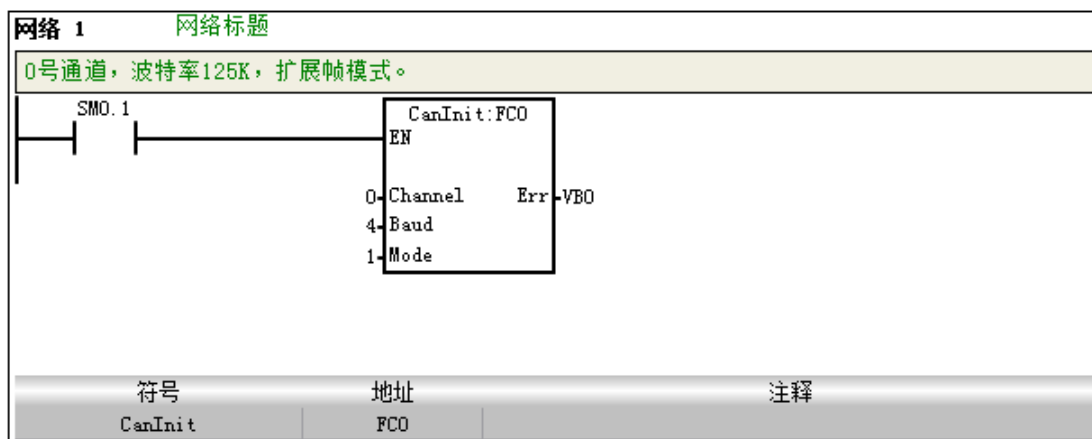 网络 1 网络标题
0号通道，波特率125K，扩展帧模式。
SM0.1
CanInit:FC0
EN
0 Channel Err VB0
4 Baud
1 Mode
符号 地址 注释
CanInit FC0